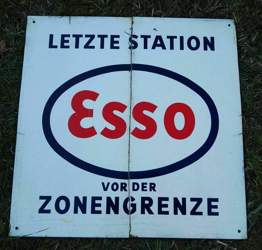 LETZTE STATION
Esso
VOR DER
ZONENGRENZE